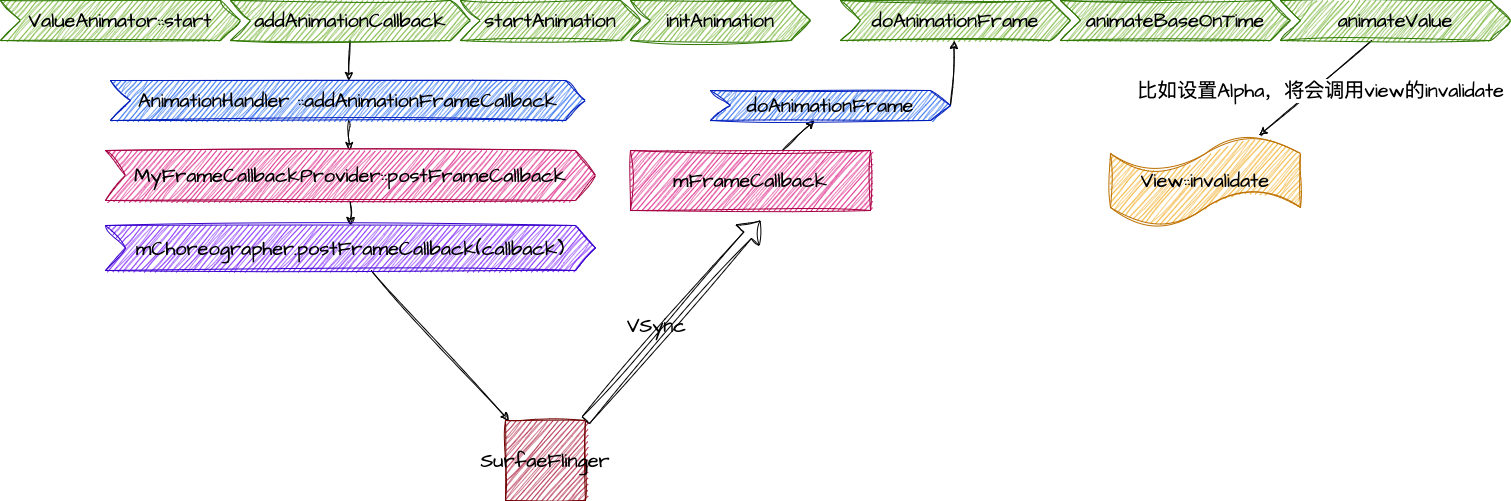 ValueAnimator::start
addAnimationCallback
startAnimation
initAnimation
doAnimationFrame
animateBaseOnTime
animateValue
AnimationHandler ::addAnimationFrameCallback
doAnimationFrame
比如设置Alpha，将会调用view的invalidate
MyFrameCallbackProvider::postFrameCallback
mFrameCallback
View::invalidate
mChoreographer.postFrameCallback(callback)
VSync
SurfaeFlinger